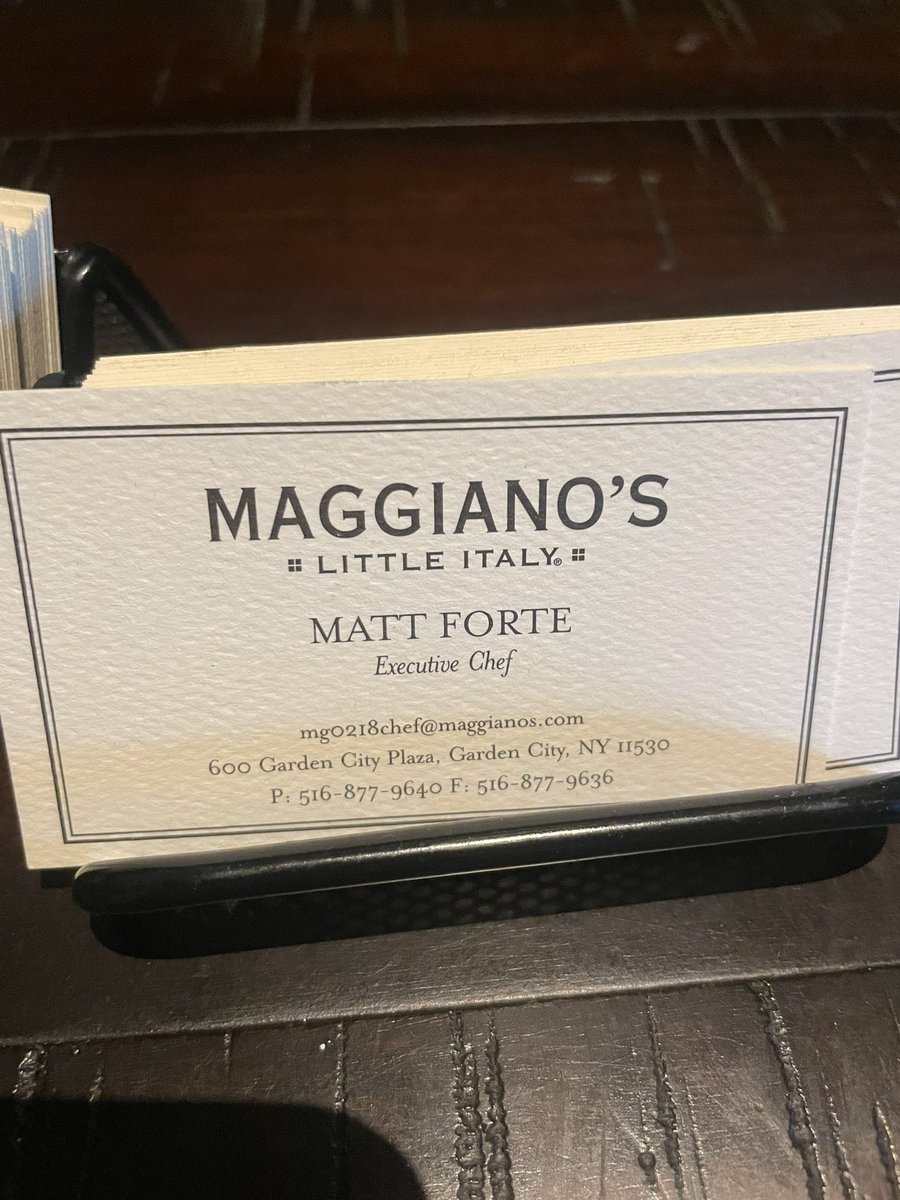 MAGGIANO'S
LITTLE ITALY®
MATT FORTE
Executive Chef
mg0218chef@maggianos.com
600 Garden City Plaza, Garden City, NY 11530
P: 516-877-9640 F: 516-877-9636